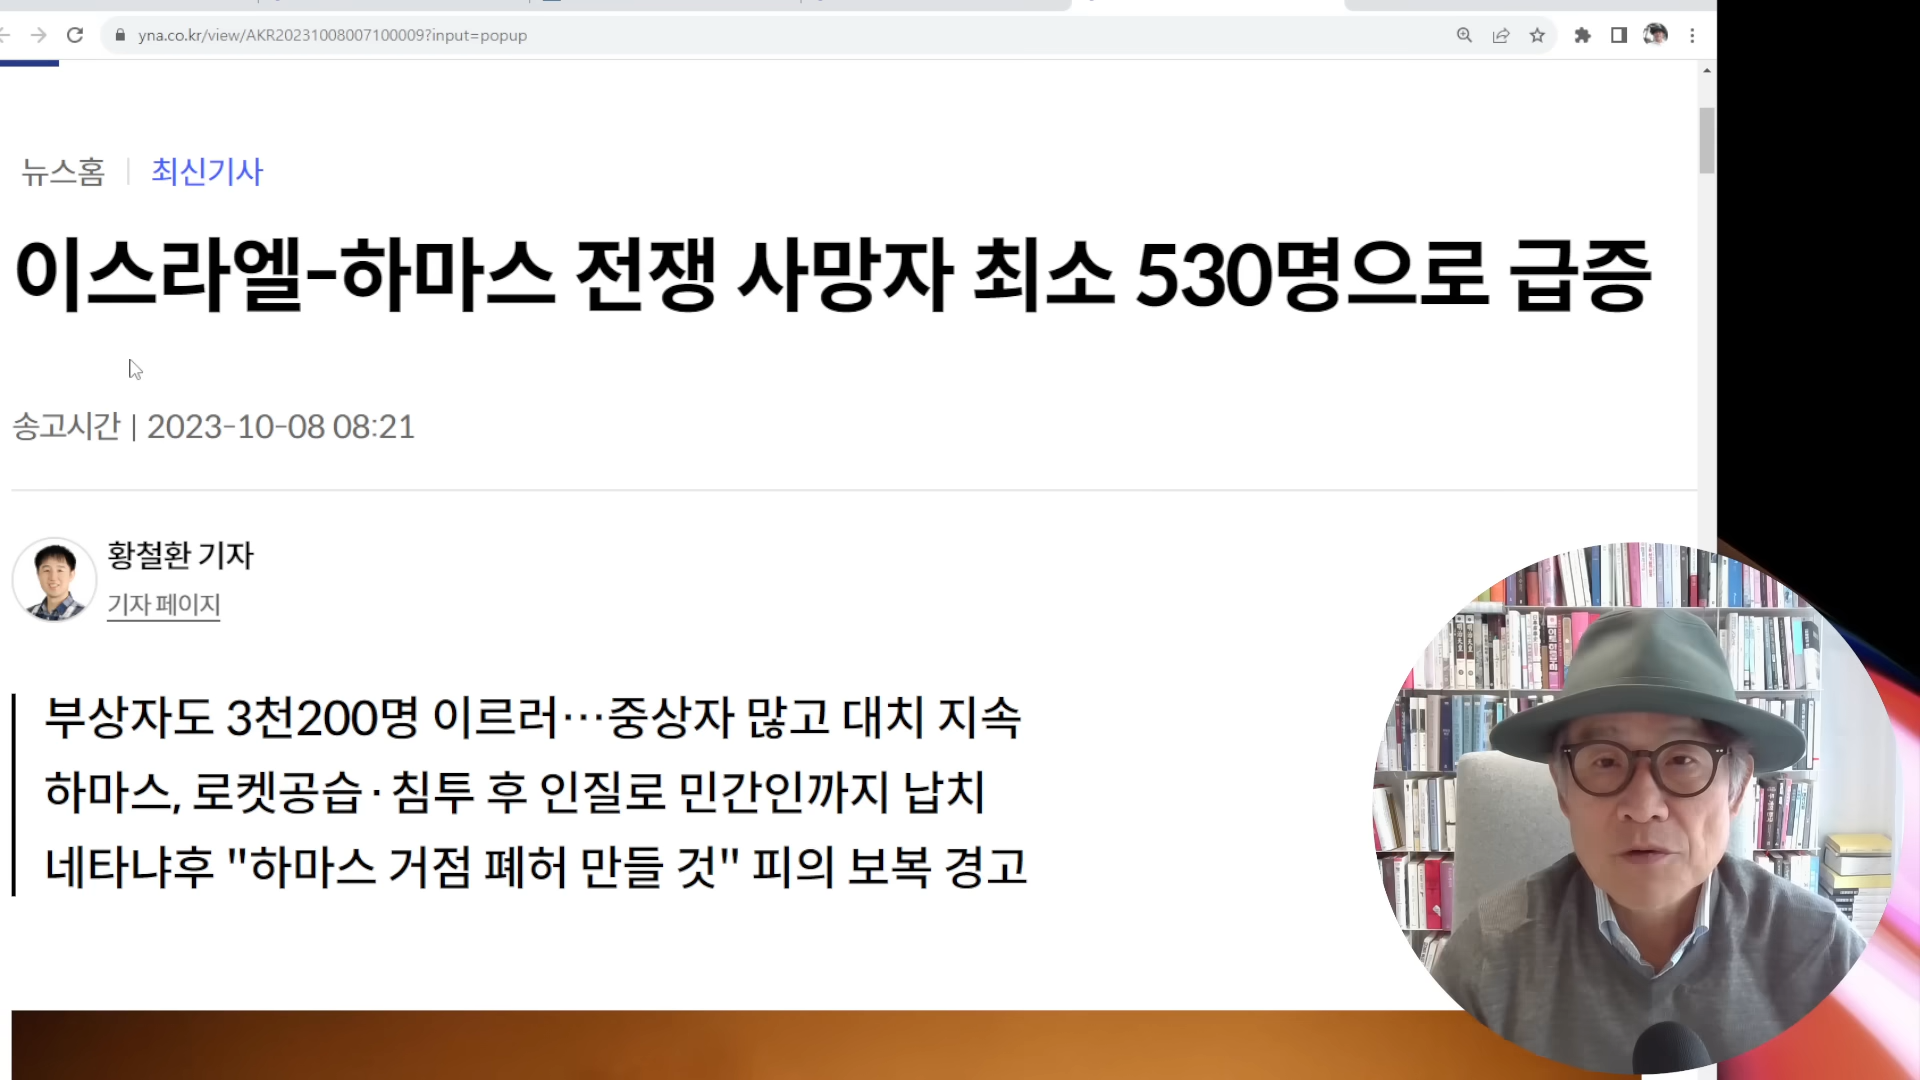 yna.co.kr/view/AKR20231008007100009?input=popup
뉴스홈 | 최신기사
이스라엘-하마스 전쟁 사망자 최소 530명으로 급증
송고시간 | 2023-10-08 08:21
황철환 기자
기자 페이지
부상자도 3천200명 이르러…중상자 많고 대치 지속
하마스, 로켓공습·침투 후 인질로 민간인까지 납치
네타냐후 "하마스 거점 폐허 만들 것" 피의 보복 경고